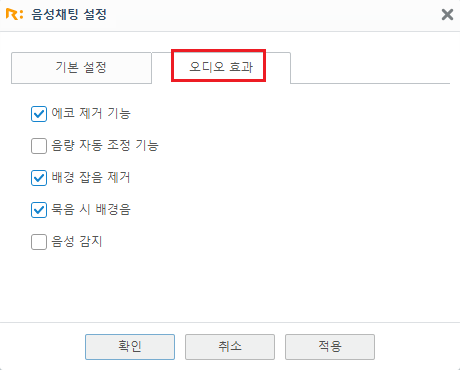 R: 음성채팅 설정
기본 설정
오디오 효과
에코 제거 기능
음량 자동 조정 기능
배경 잡음 제거
묵음 시 배경음
음성 감지
확인
취소
적용